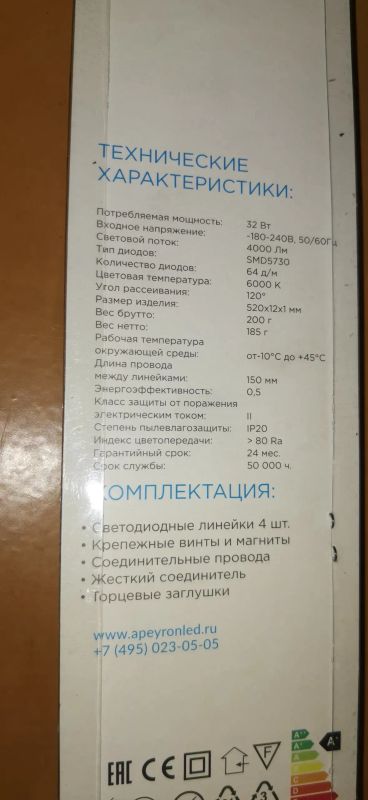 ТЕХНИЧЕСКИЕ
ХАРАКТЕРИСТИКИ:
Потребляемая мощность: 32 Вт
Входное напряжение: ~180-240В, 50/60Гц
Световой поток: 4000 Лм
Тип диодов: SMD5730
Количество диодов: 64 д/м
Цветовая температура: 6000 К
Угол рассеивания: 120°
Размер изделия: 520х12х1 мм
Вес брутто: 200 г
Вес нетто: 185 г
Рабочая температура
окружающей среды: от-10°С до +45°С
Длина провода
между линейками: 150 мм
Энергоэффективность: 0,5
Класс защиты от поражения
электрическим током: II
Степень пылевлагозащиты: IP20
Индекс цветопередачи: > 80 Ra
Гарантийный срок: 24 мес.
Срок службы: 50 000 ч.
КОМПЛЕКТАЦИЯ:
• Светодиодные линейки 4 шт.
• Крепежные винты и магниты
• Соединительные провода
• Жесткий соединитель
• Торцевые заглушки
www.apeyronled.ru
+7 (495) 023-05-05
EAC CE F